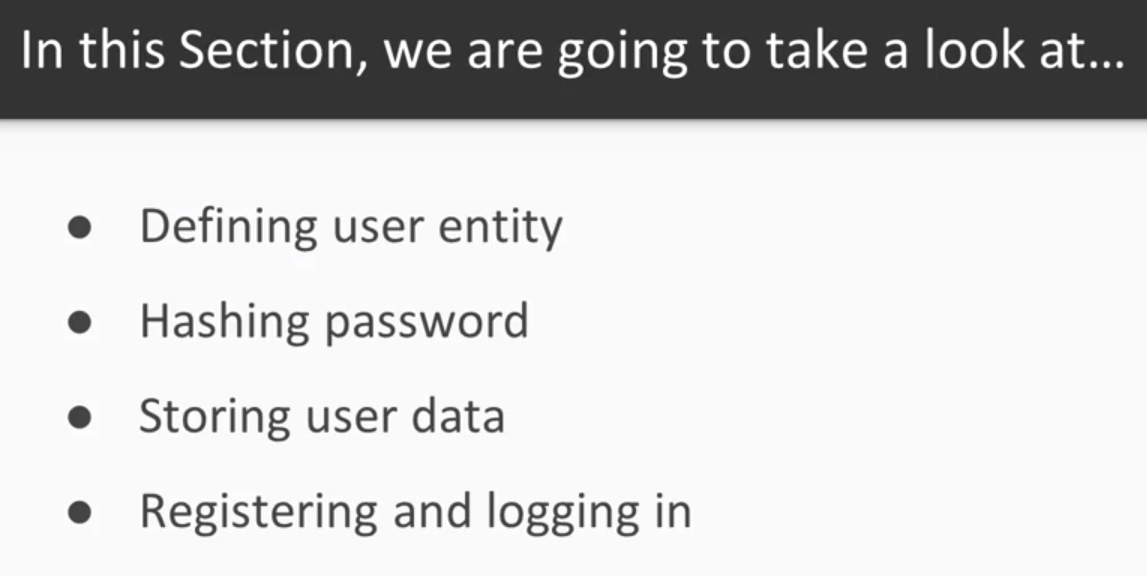 In this Section, we are going to take a look at...
● Defining user entity
● Hashing password
● Storing user data
● Registering and logging in